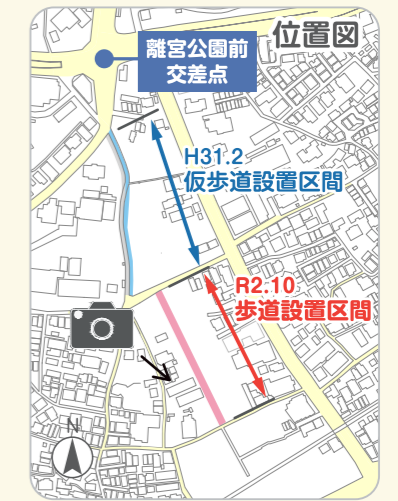 位置図
離宮公園前
交差点
H31.2
仮歩道設置区間
R2.10
歩道設置区間
N